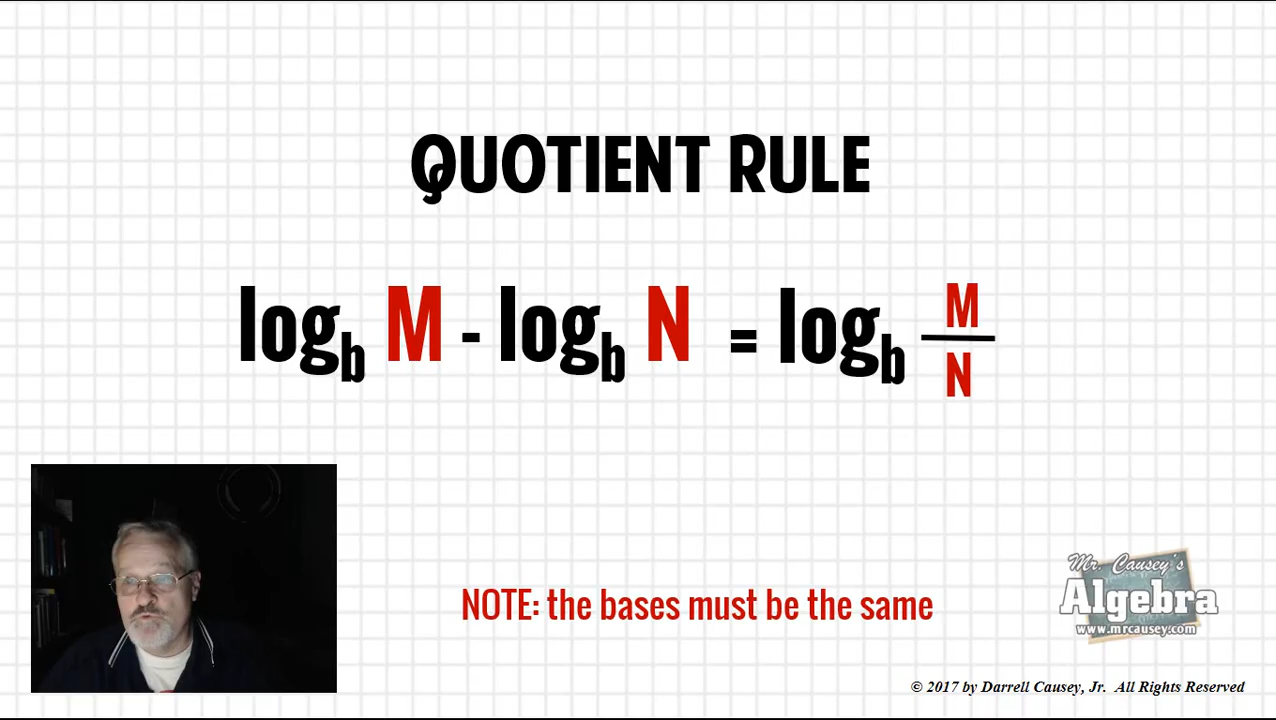 QUOTIENT RULE
log_b M - log_b N = log_b M/N
NOTE: the bases must be the same
Mr. Causey's
Algebra
www.mrcausey.com
© 2017 by Darrell Causey, Jr. All Rights Reserved